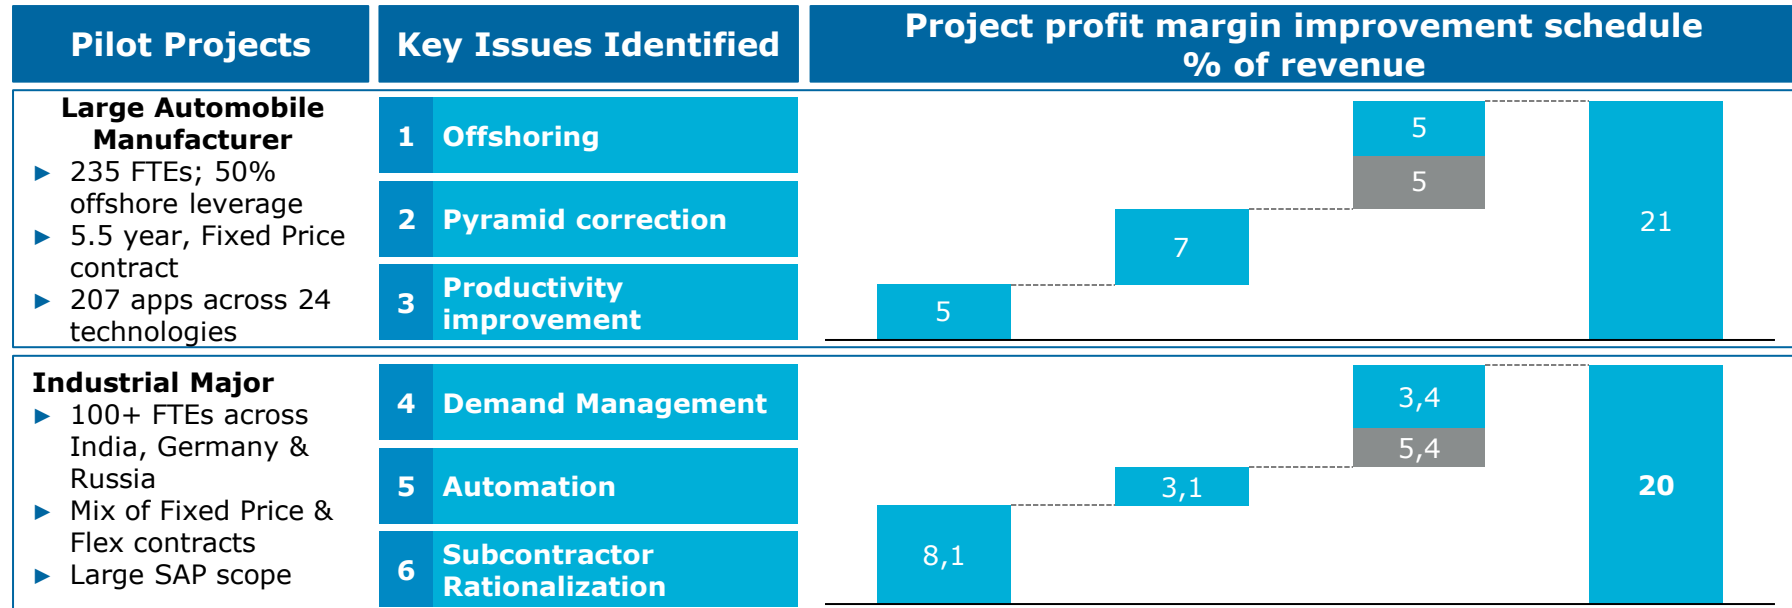 Pilot Projects
Key Issues Identified
Project profit margin improvement schedule
% of revenue
Large Automobile
Manufacturer
► 235 FTEs; 50%
offshore leverage
► 5.5 year, Fixed Price
contract
► 207 apps across 24
technologies
1 Offshoring
2 Pyramid correction
3 Productivity
improvement
5
7
5
5
21
Industrial Major
► 100+ FTEs across
India, Germany &
Russia
► Mix of Fixed Price &
Flex contracts
► Large SAP scope
4 Demand Management
5 Automation
6 Subcontractor
Rationalization
8,1
3,1
3,4
5,4
20